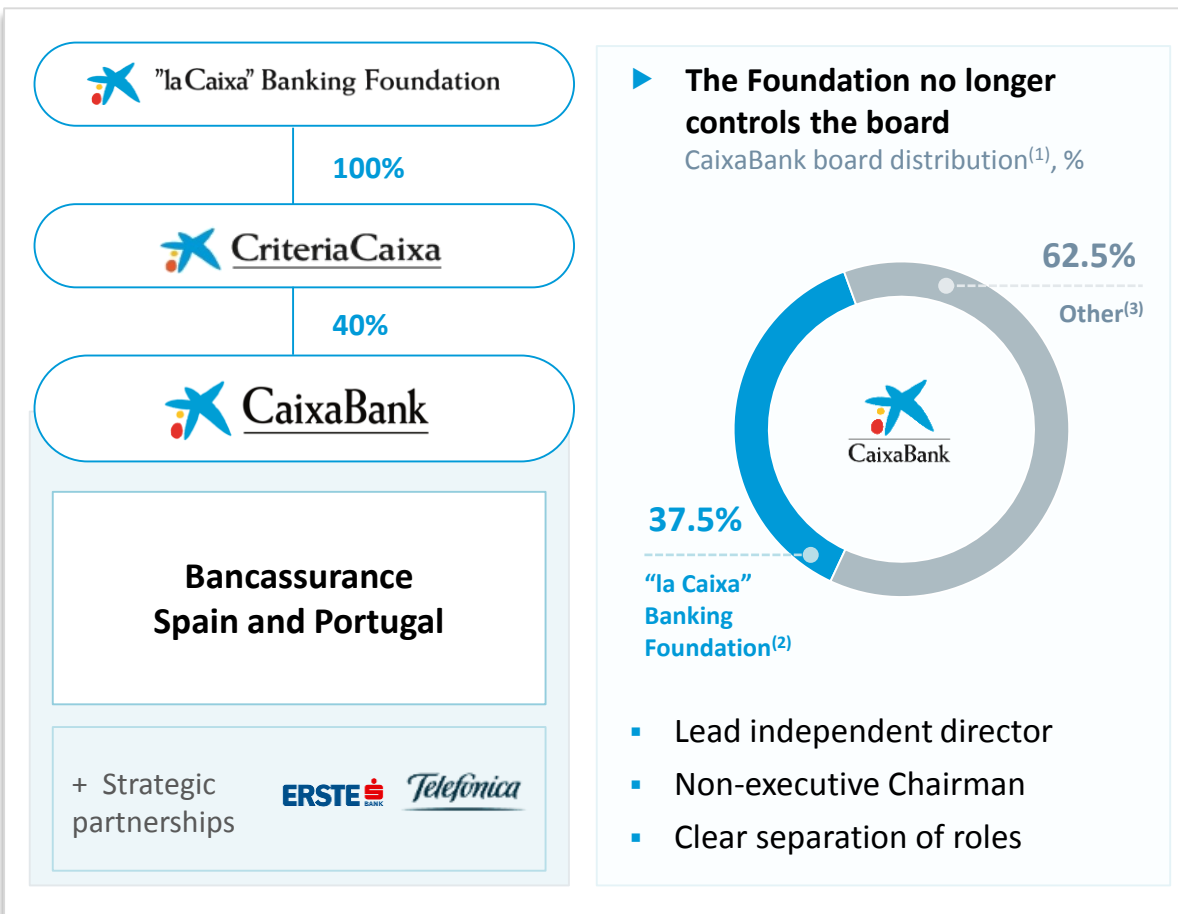 "la Caixa" Banking Foundation
100%
CriteriaCaixa
40%
CaixaBank
Bancassurance
Spain and Portugal
+ Strategic
partnerships
ERSTE
BANK
Telefónica
The Foundation no longer
controls the board
CaixaBank board distribution(1), %
62.5%
Other(3)
CaixaBank
37.5%
“la Caixa”
Banking
Foundation(2)
▪ Lead independent director
▪ Non-executive Chairman
▪ Clear separation of roles